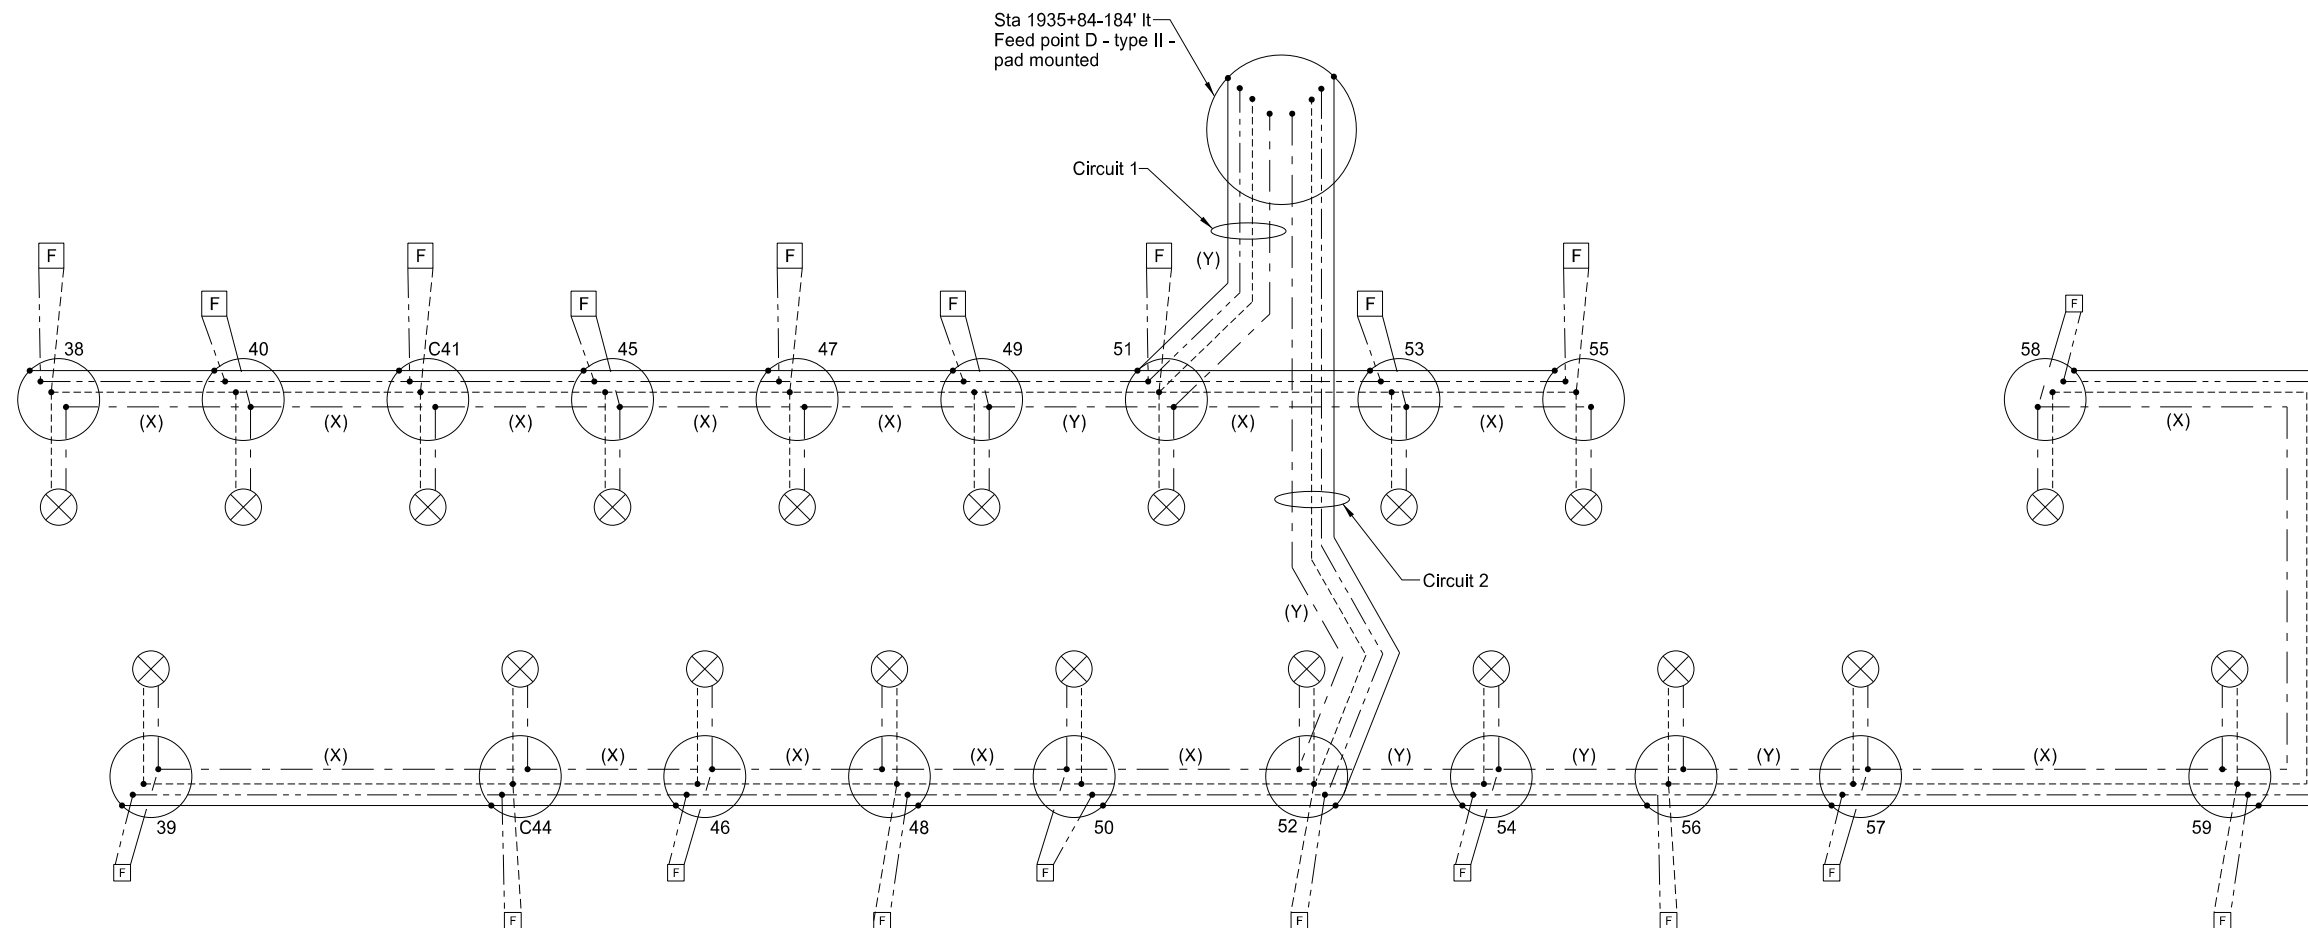 Sta 1935+84-184' lt
Feed point D - type II -
pad mounted
Circuit 1
F F F F F
(Y)
F F F F F
38 40 C41 45 47 49 51 53 55 58
(X) (X) (X) (X) (X) (Y) (X) (X) (X)
Circuit 2
(Y)
(X) (X) (X) (X) (X) (Y) (Y) (Y) (X)
39 C44 46 48 50 52 54 56 57 59
F F F F F
F F F F F